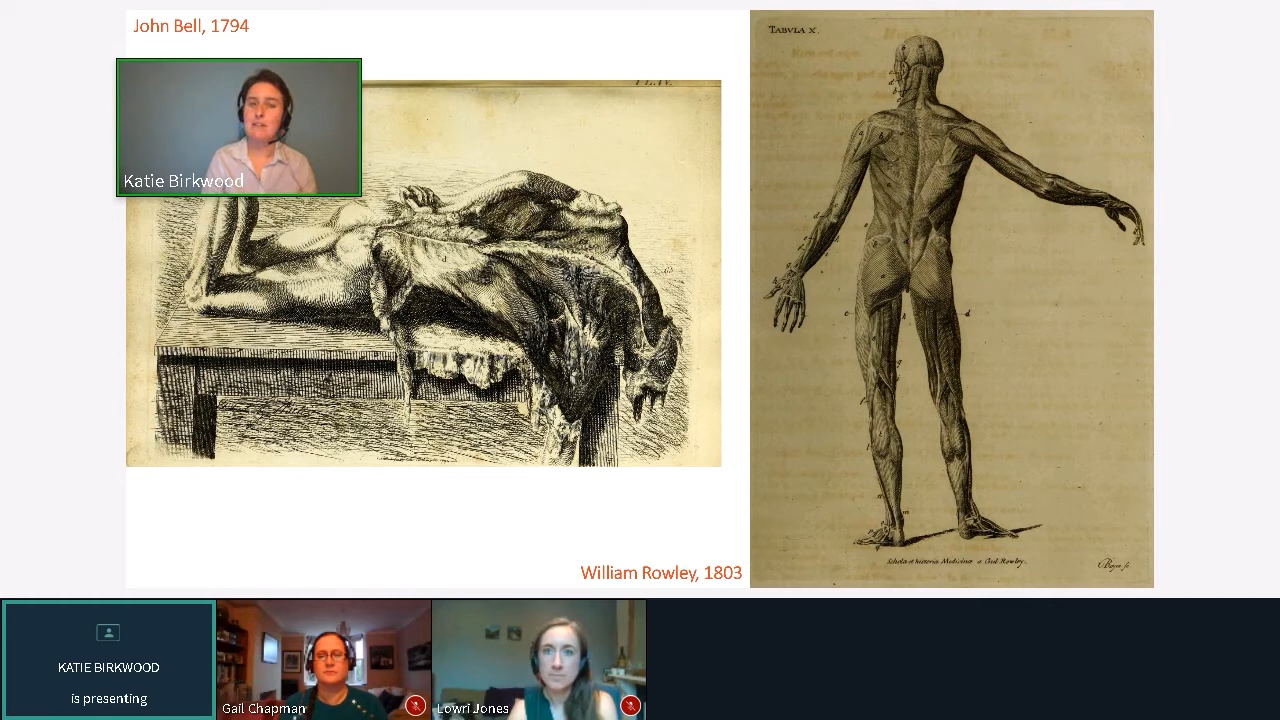 John Bell, 1794
TABVLA X.
Katie Birkwood
William Rowley, 1803
KATIE BIRKWOOD
is presenting
Gail Chapman
Lowri Jones